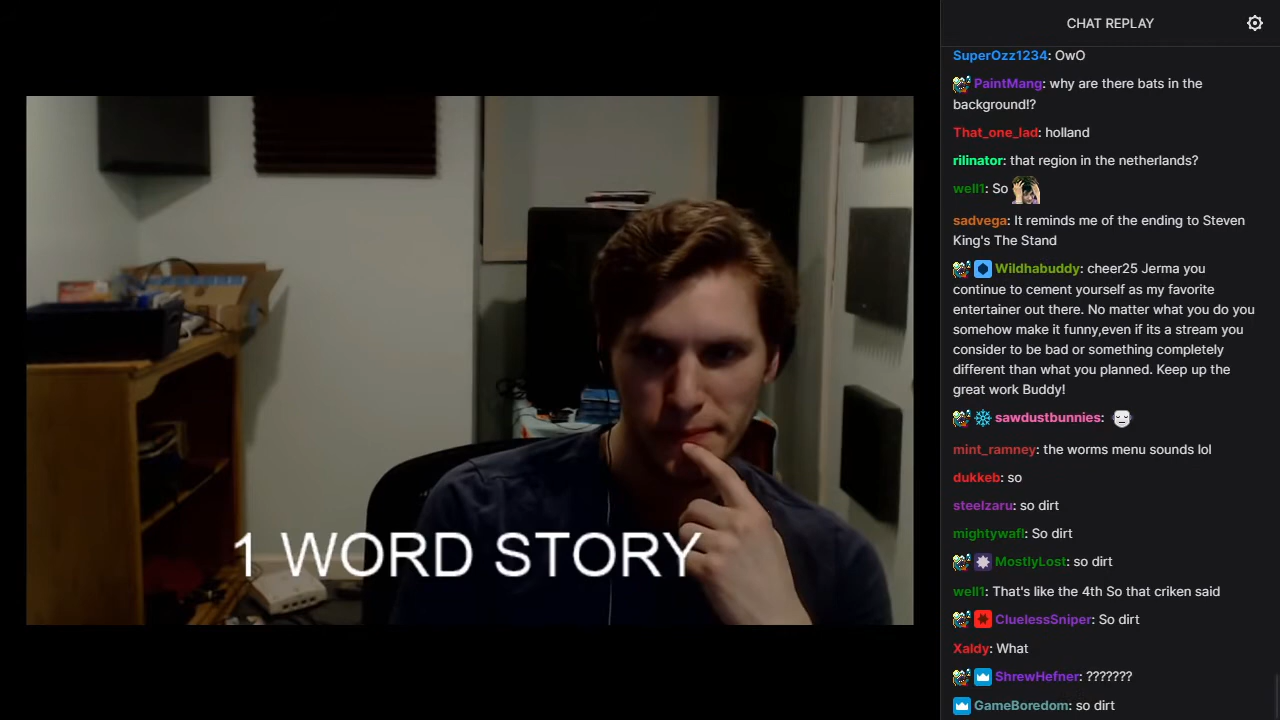 1 WORD STORY
CHAT REPLAY
SuperOzz1234: OwO
PaintMang: why are there bats in the
background!?
That_one_lad: holland
rilinator: that region in the netherlands?
well1: So
sadvega: It reminds me of the ending to Steven
King's The Stand
Wildhabuddy: cheer25 Jerma you
continue to cement yourself as my favorite
entertainer out there. No matter what you do you
somehow make it funny,even if its a stream you
consider to be bad or something completely
different than what you planned. Keep up the
great work Buddy!
sawdustbunnies:
mint_ramney: the worms menu sounds lol
dukkeb: so
steelzaru: so dirt
mightywafl: So dirt
MostlyLost: so dirt
well1: That's like the 4th So that criken said
CluelessSniper: So dirt
Xaldy: What
ShrewHefner: ???????
GameBoredom: so dirt